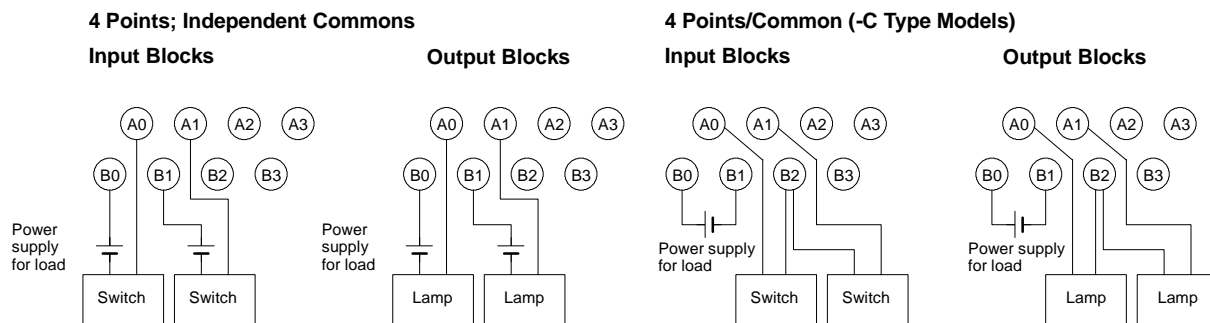 4 Points; Independent Commons
4 Points/Common (-C Type Models)
Input Blocks
Output Blocks
Input Blocks
Output Blocks
A0 A1 A2 A3
A0 A1 A2 A3
A0 A1 A2 A3
A0 A1 A2 A3
B0 B1 B2 B3
B0 B1 B2 B3
B0 B1 B2 B3
B0 B1 B2 B3
Power
supply
for load
Power
supply
for load
Power supply
for load
Power supply
for load
Switch
Switch
Lamp
Lamp
Switch
Switch
Lamp
Lamp